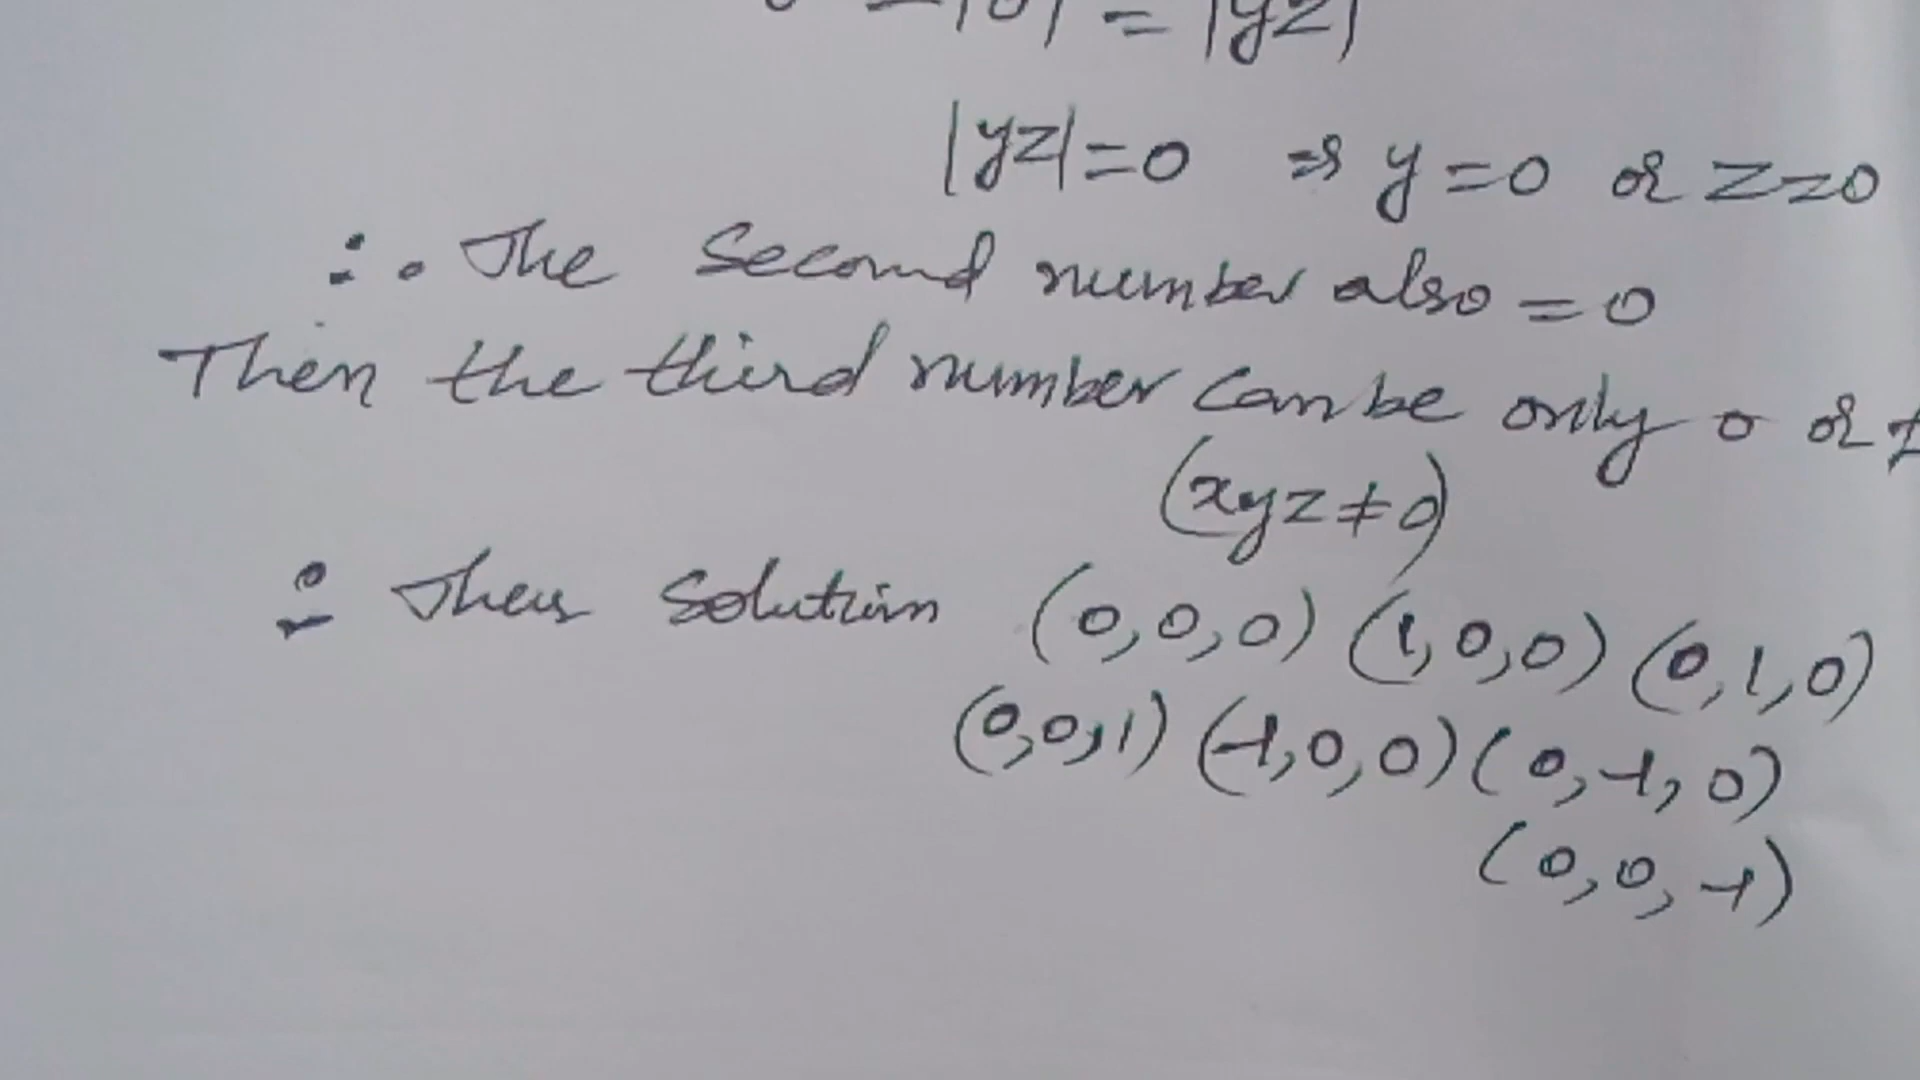 = |yz|
|yz|=0 ⇒ y=0 or z=0
∴ The Second number also = 0
Then the third number can be only 0 or
(xyz≠0)
Solution (0,0,0) (1,0,0) (0,1,0)
(0,0,1) (-1,0,0) (0,-1,0)
(0,0,-1)